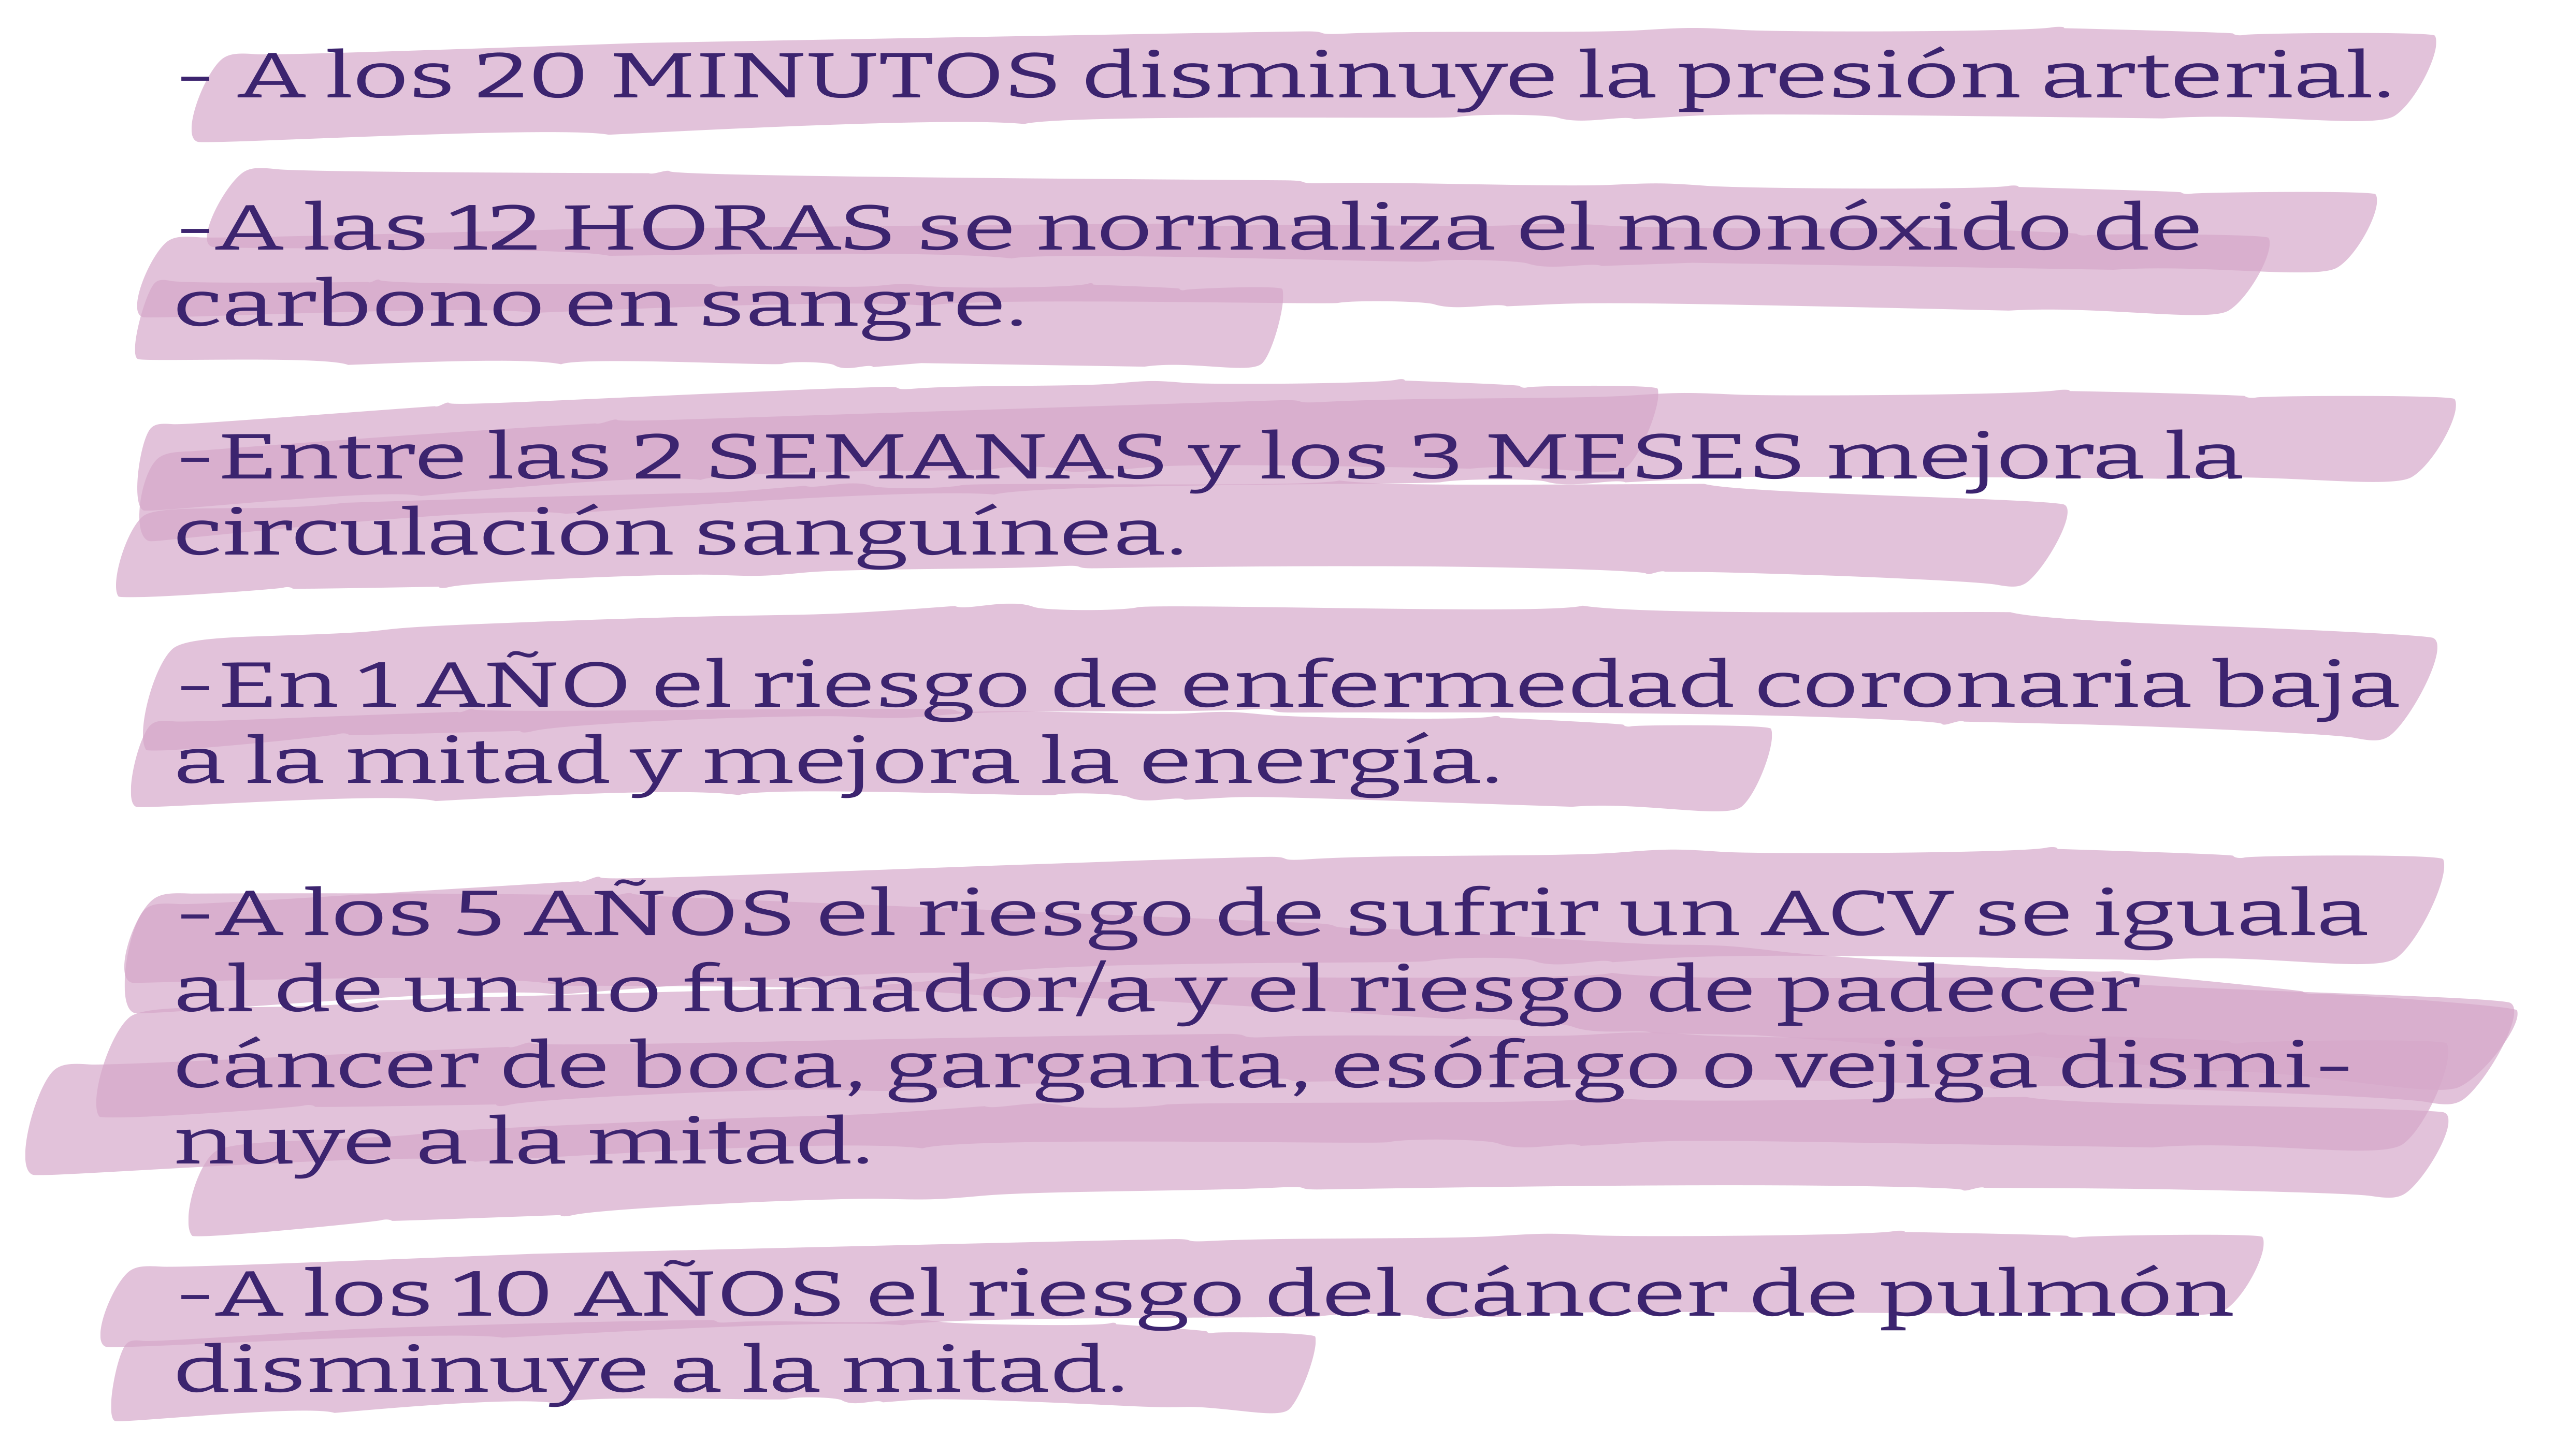 - A los 20 MINUTOS disminuye la presión arterial.
-A las 12 HORAS se normaliza el monóxido de
carbono en sangre.
-Entre las 2 SEMANAS y los 3 MESES mejora la
circulación sanguínea.
-En 1 AÑO el riesgo de enfermedad coronaria baja
a la mitad y mejora la energía.
-A los 5 AÑOS el riesgo de sufrir un ACV se iguala
al de un no fumador/a y el riesgo de padecer
cáncer de boca, garganta, esófago o vejiga dismi-
nuye a la mitad.
-A los 10 AÑOS el riesgo del cáncer de pulmón
disminuye a la mitad.